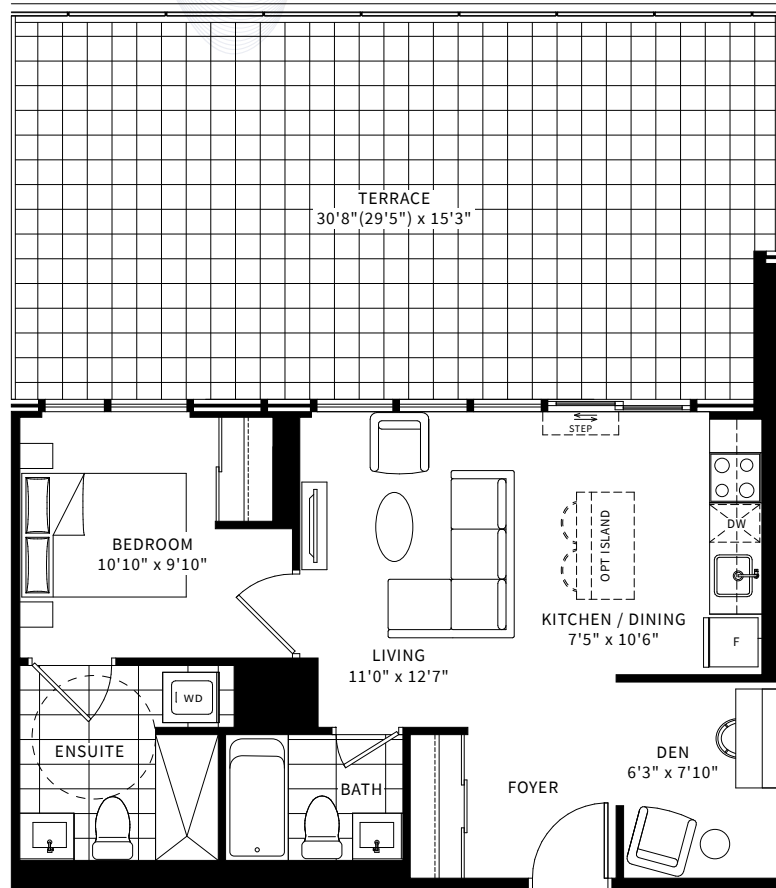 TERRACE
30'8"(29'5") x 15'3"
STEP
OPT ISLAND
DW
BEDROOM
10'10" x 9'10"
KITCHEN / DINING
7'5" x 10'6"
F
LIVING
11'0" x 12'7"
WD
ENSUITE
DEN
6'3" x 7'10"
BATH
FOYER